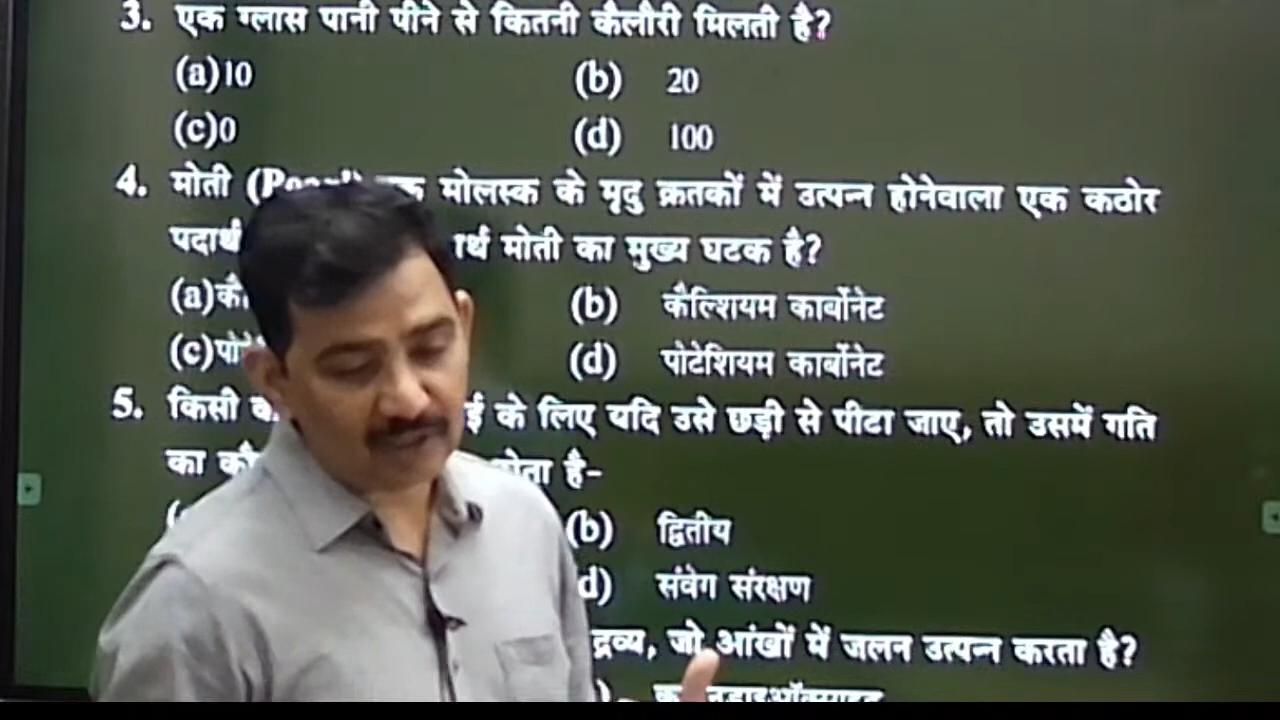 3. एक ग्लास पानी पीने से कितनी कैलोरी मिलती है?
(a)10 (b) 20
(c)0 (d) 100
4. मोती मोलस्क के मृदु क्रतकों में उत्पन्न होनेवाला एक कठोर
पदार्थ मोती का मुख्य घटक है?
(a) (b) कैल्शियम कार्बोनेट
(c) (d) पोटेशियम कार्बोनेट
5. किसी के लिए यदि उसे छड़ी से पीटा जाए, तो उसमें गति
का होता है-
(b) द्वितीय
d) संवेग संरक्षण
द्रव्य, जो आंखों में जलन उत्पन्न करता है?